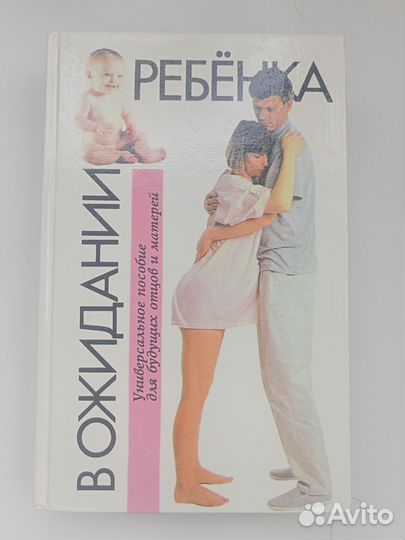 В ОЖИДАНИИ
РЕБЁНКА
Универсальное пособие
для будущих отцов и матерей
Avito